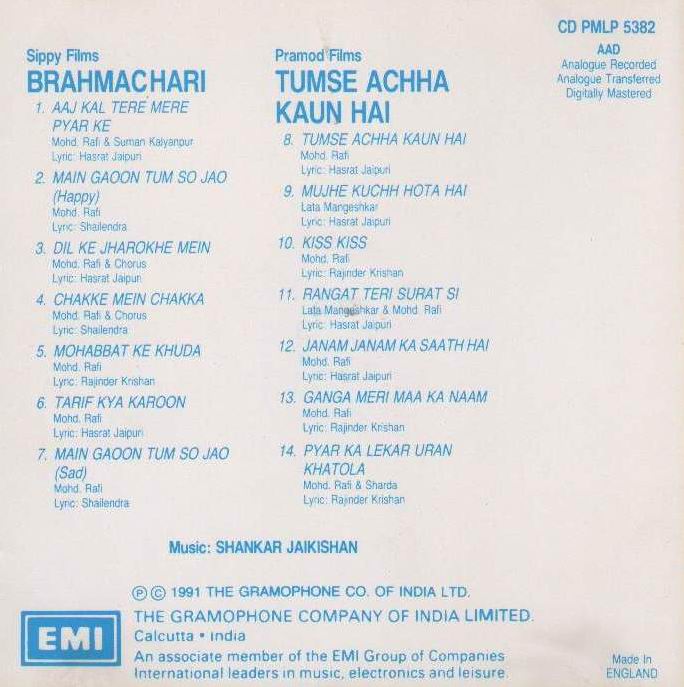 Sippy Films
BRAHMACHARI
1. AAJ KAL TERE MERE
PYAR KE
Mohd. Rafi & Suman Kalyanpur
Lyric: Hasrat Jaipuri
2. MAIN GAOON TUM SO JAO
(Happy)
Mohd. Rafi
Lyric: Shailendra
3. DIL KE JHAROKHE MEIN
Mohd. Rafi & Chorus
Lyric: Hasrat Jaipuri
4. CHAKKE MEIN CHAKKA
Mohd. Rafi & Chorus
Lyric: Shailendra
5. MOHABBAT KE KHUDA
Mohd. Rafi
Lyric: Rajinder Krishan
6. TARIF KYA KAROON
Mohd. Rafi
Lyric: Hasrat Jaipuri
7. MAIN GAOON TUM SO JAO
(Sad)
Mohd. Rafi
Lyric: Shailendra
Pramod Films
TUMSE ACHHA
KAUN HAI
8. TUMSE ACHHA KAUN HAI
Mohd. Rafi
Lyric: Hasrat Jaipuri
9. MUJHE KUCHH HOTA HAI
Lata Mangeshkar
Lyric: Hasrat Jaipuri
10. KISS KISS
Mohd. Rafi
Lyric: Rajinder Krishan
11. RANGAT TERI SURAT SI
Lata Mangeshkar & Mohd. Rafi
Lyric: Hasrat Jaipuri
12. JANAM JANAM KA SAATH HAI
Mohd. Rafi
Lyric: Hasrat Jaipuri
13. GANGA MERI MAA KA NAAM
Mohd. Rafi
Lyric: Rajinder Krishan
14. PYAR KA LEKAR URAN
KHATOLA
Mohd. Rafi & Sharda
Lyric: Rajinder Krishan
CD PMLP 5382
AAD
Analogue Recorded
Analogue Transferred
Digitally Mastered
Music: SHANKAR JAIKISHAN
Ⓟ © 1991 THE GRAMOPHONE CO. OF INDIA LTD.
EMI
THE GRAMOPHONE COMPANY OF INDIA LIMITED.
Calcutta • India
An associate member of the EMI Group of Companies
International leaders in music, electronics and leisure.
Made In
ENGLAND